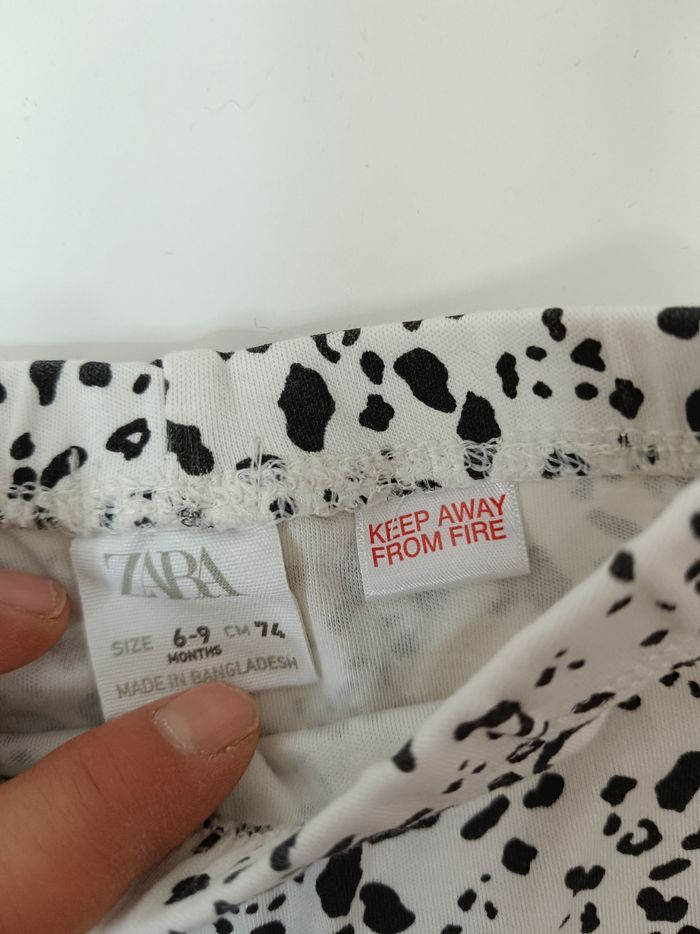 ZARA
SIZE 6-9 CM 74
MONTHS
MADE IN BANGLADESH
KEEP AWAY
FROM FIRE